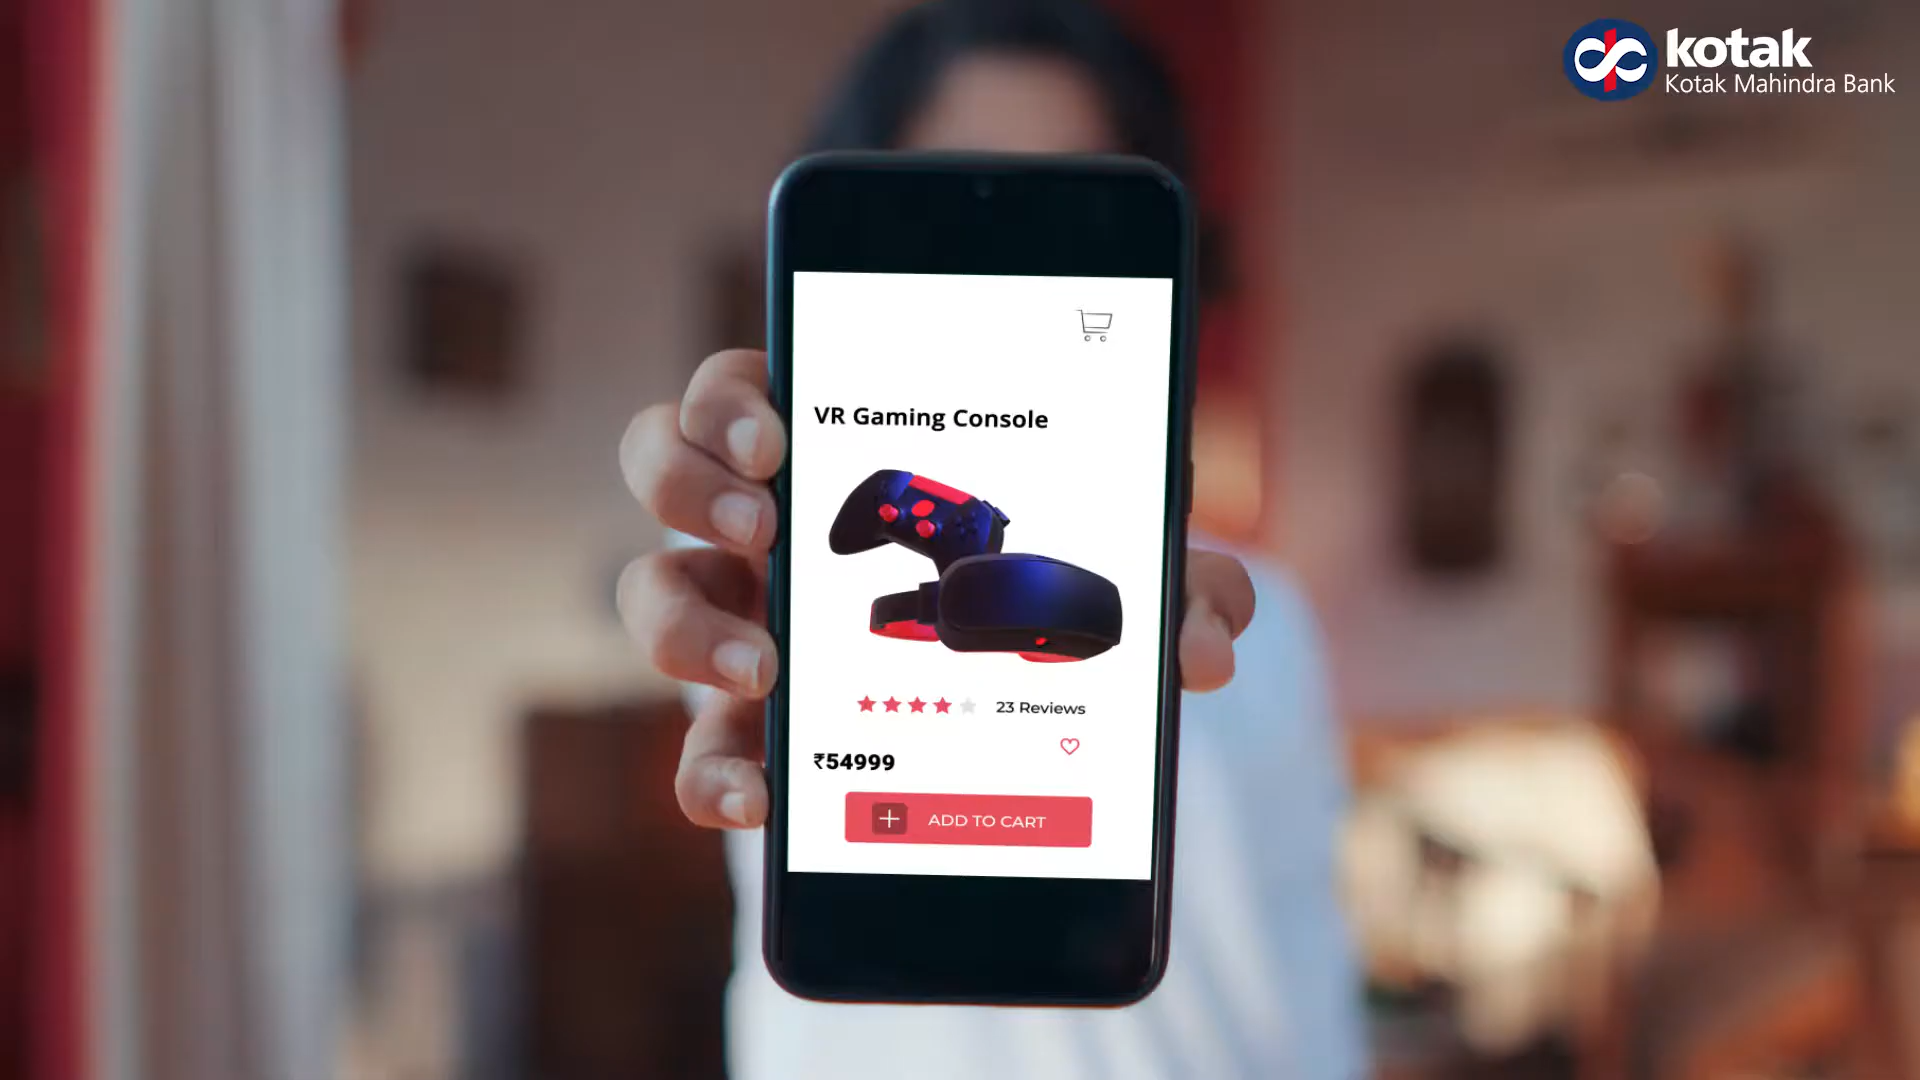 kotak
Kotak Mahindra Bank
VR Gaming Console
23 Reviews
₹54999
ADD TO CART